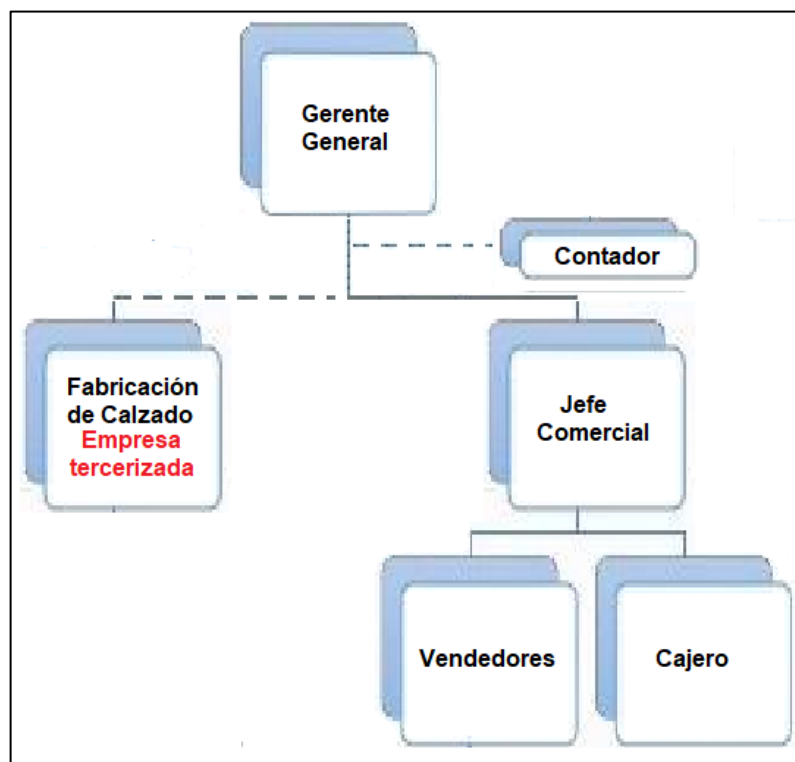 Gerente
General
Contador
Fabricación
de Calzado
Empresa
tercerizada
Jefe
Comercial
Vendedores
Cajero